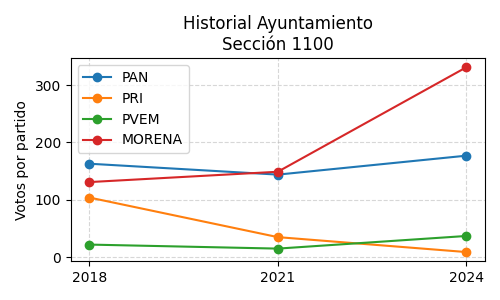 Historial Ayuntamiento
Sección 1100
PAN
PRI
PVEM
MORENA
Votos por partido
300
200
100
0
2018
2021
2024